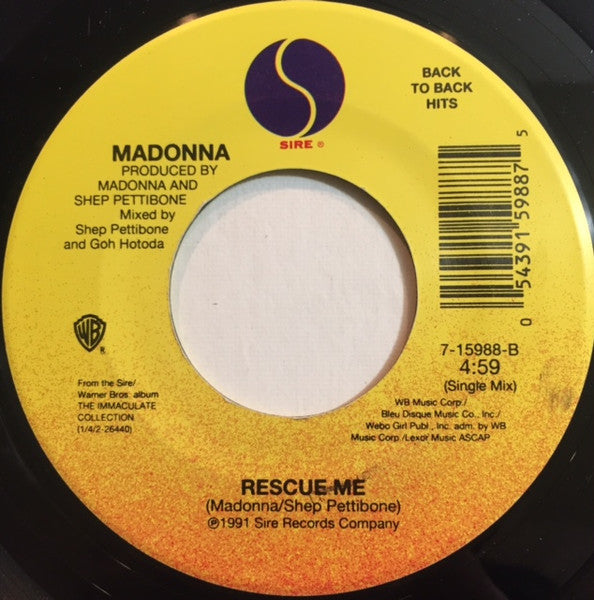 SIRE ®
BACK
TO BACK
HITS
MADONNA
PRODUCED BY
MADONNA AND
SHEP PETTIBONE
Mixed by
Shep Pettibone
and Goh Hotoda
0 54391 59887 5
WB
®
7-15988-B
4:59
(Single Mix)
From the Sire/
Warner Bros. album
THE IMMACULATE
COLLECTION
(1/4/2-26440)
WB Music Corp./
Bleu Disque Music Co., Inc./
Webo Girl Publ., Inc. adm. by WB
Music Corp./Lexor Music ASCAP
RESCUE ME
(Madonna/Shep Pettibone)
℗1991 Sire Records Company